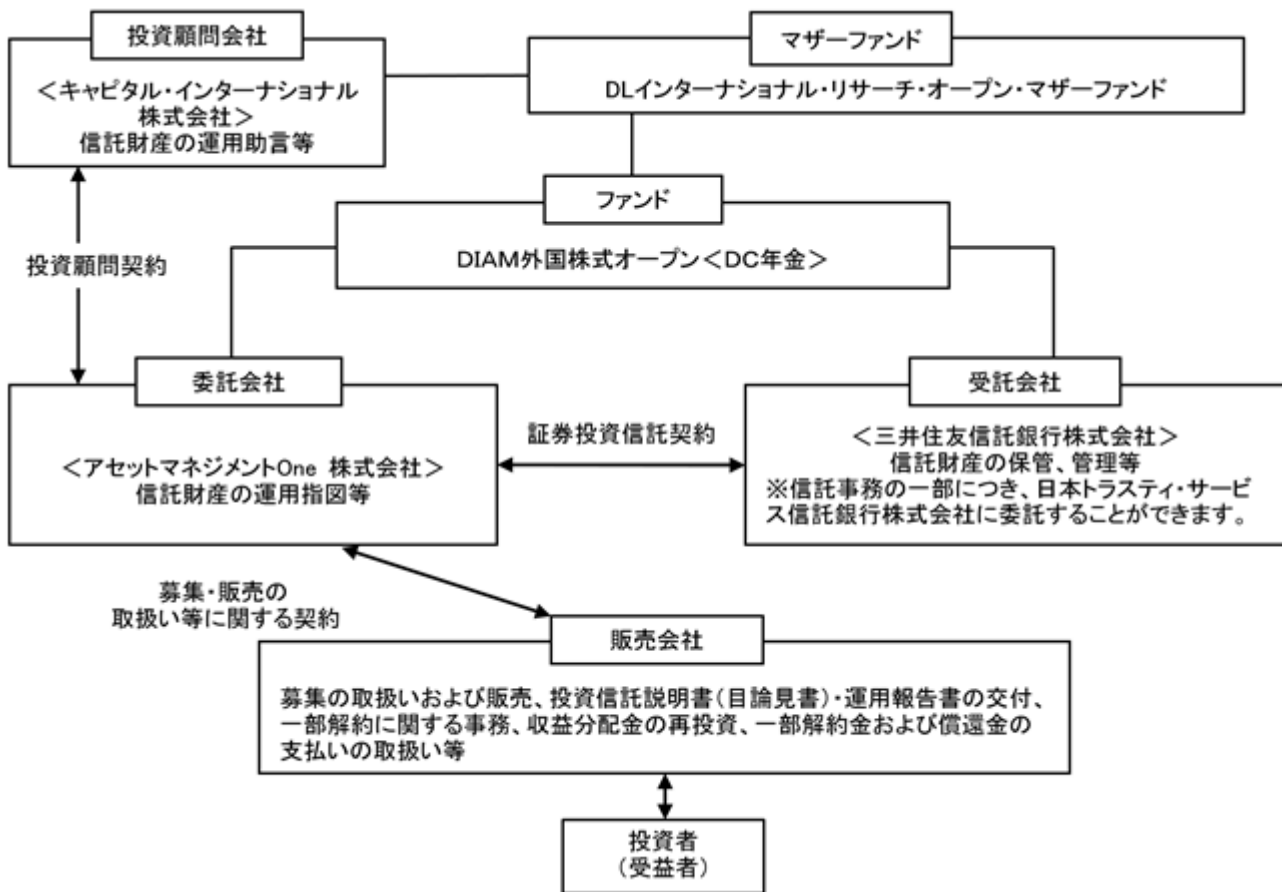 投資顧問会社
<キャピタル・インターナショナル
株式会社>
信託財産の運用助言等
マザーファンド
DLインターナショナル・リサーチ・オープン・マザーファンド
ファンド
DIAM外国株式オープン<DC年金>
投資顧問契約
委託会社
<アセットマネジメントOne 株式会社>
信託財産の運用指図等
証券投資信託契約
受託会社
<三井住友信託銀行株式会社>
信託財産の保管、管理等
※信託事務の一部につき、日本トラスティ・サービ
ス信託銀行株式会社に委託することができます。
募集・販売の
取扱い等に関する契約
販売会社
募集の取扱いおよび販売、投資信託説明書(目論見書)・運用報告書の交付、
一部解約に関する事務、収益分配金の再投資、一部解約金および償還金の
支払いの取扱い等
投資者
(受益者)